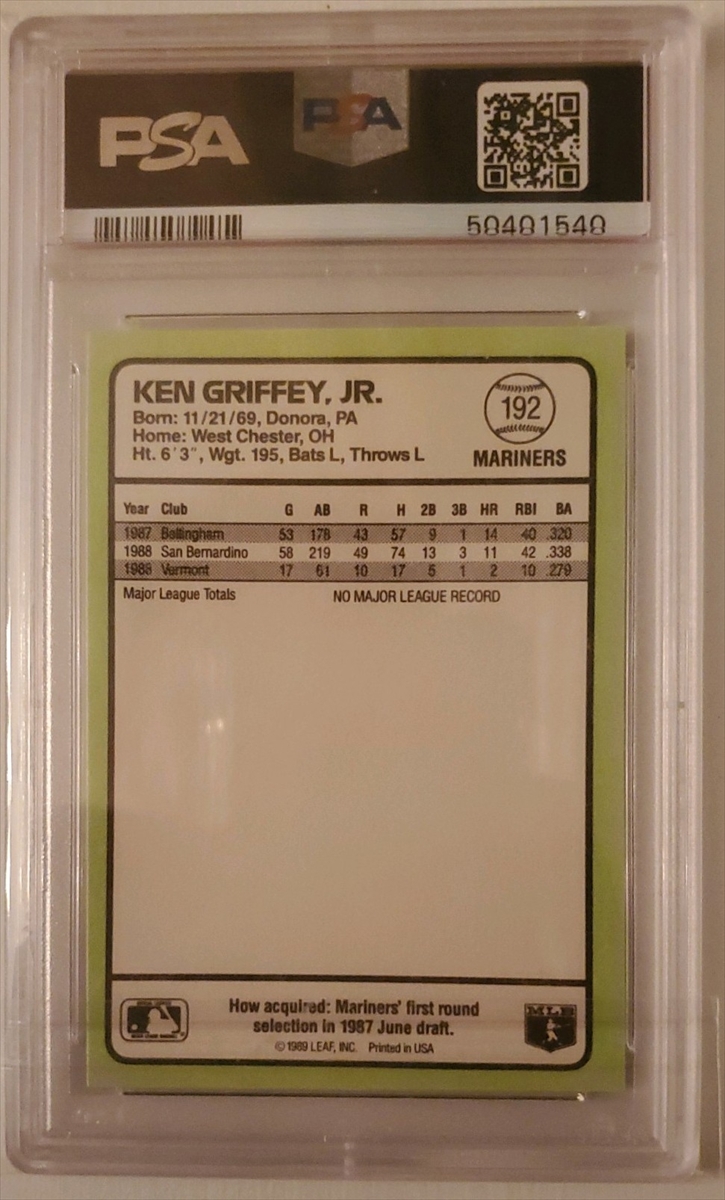 PSA PSA
50401540
KEN GRIFFEY, JR.
Born: 11/21/69, Donora, PA
Home: West Chester, OH
Ht. 6'3", Wgt. 195, Bats L, Throws L
192
MARINERS
Year Club G AB R H 2B 3B HR RBI BA
1987 Bellingham 53 178 43 57 9 1 14 40 .320
1988 San Bernardino 58 219 49 74 13 3 11 42 .338
1988 Vermont 17 61 10 17 5 1 2 10 .279
Major League Totals NO MAJOR LEAGUE RECORD
How acquired: Mariners' first round
selection in 1987 June draft.
© 1989 LEAF, INC. Printed in USA
MLB